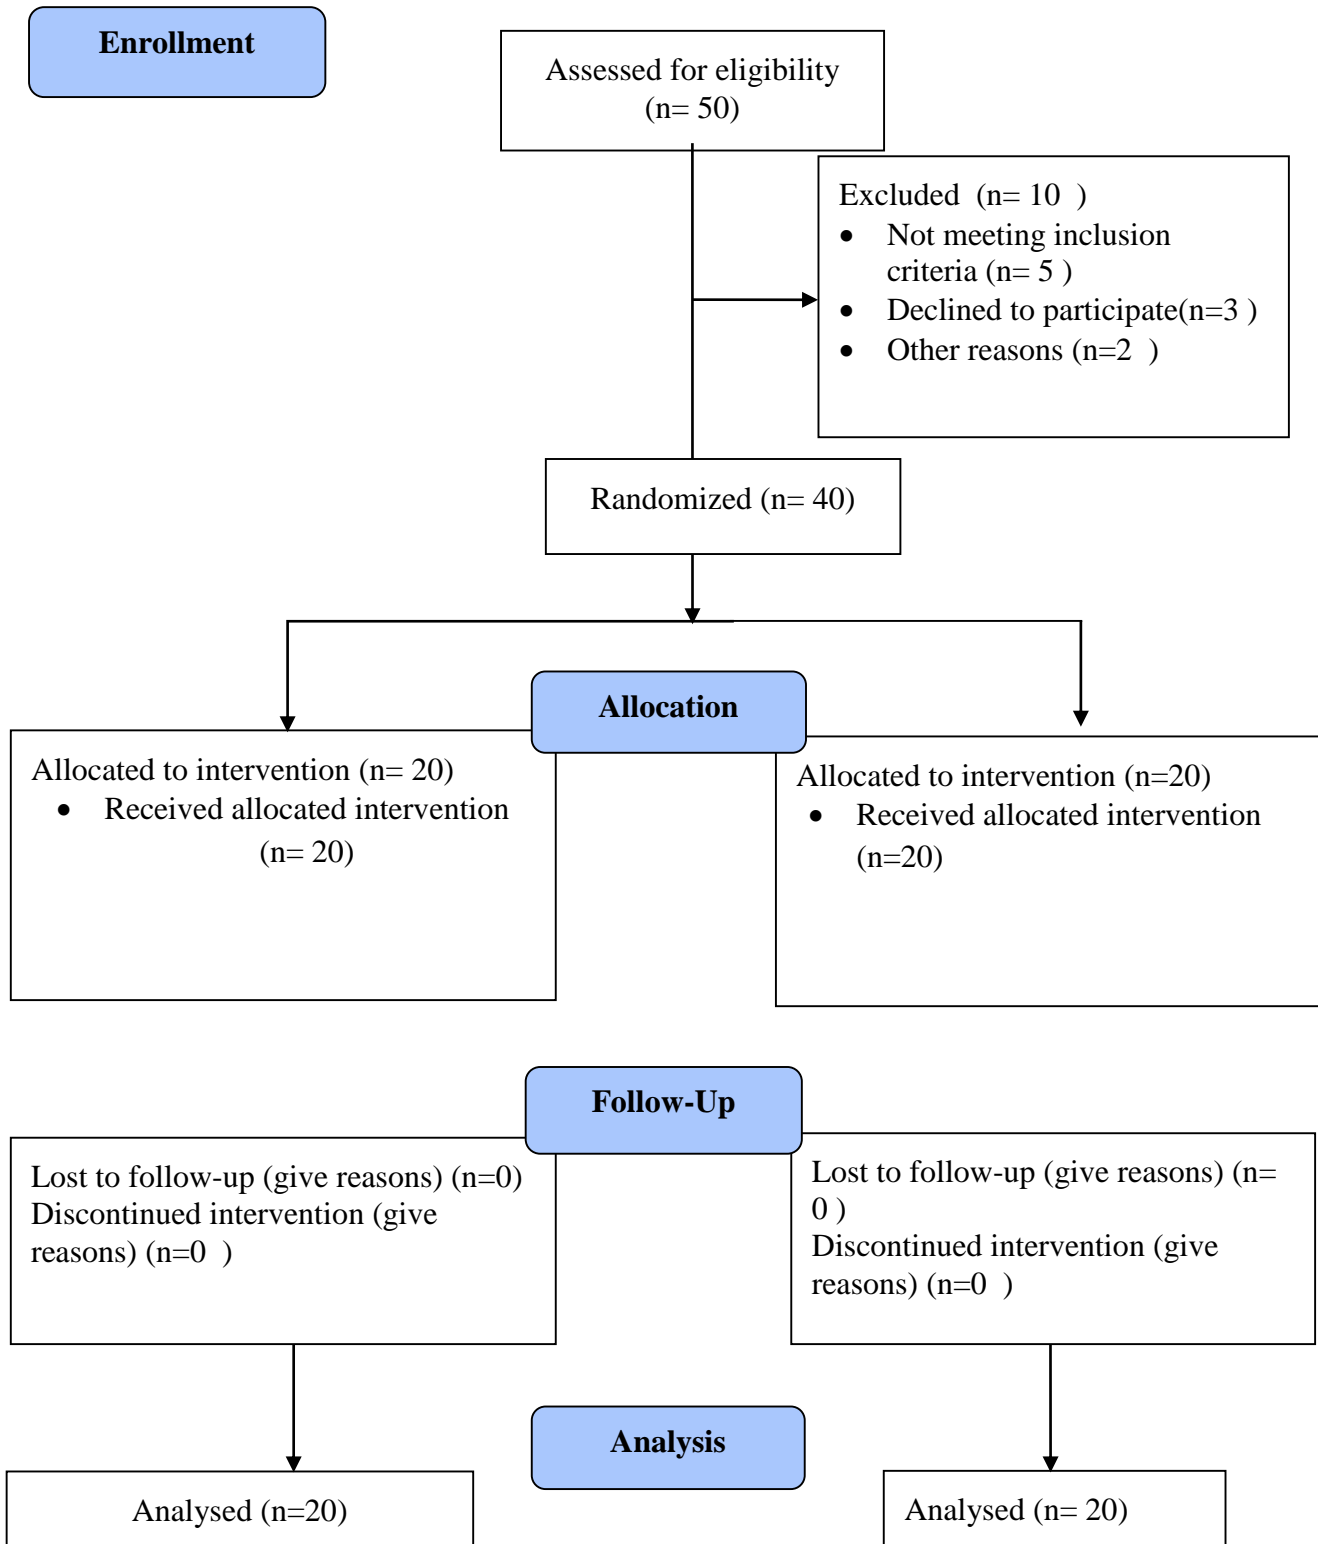 Enrollment
Assessed for eligibility
(n= 50)
Excluded  (n= 10  )
• Not meeting inclusion
criteria (n= 5 )
• Declined to participate(n=3 )
• Other reasons (n=2  )
Randomized (n= 40)
Allocation
Allocated to intervention (n= 20)
• Received allocated intervention
(n= 20)
Allocated to intervention (n=20)
• Received allocated intervention
(n=20)
Follow-Up
Lost to follow-up (give reasons) (n=0)
Discontinued intervention (give
reasons) (n=0  )
Lost to follow-up (give reasons) (n=
0 )
Discontinued intervention (give
reasons) (n=0  )
Analysis
Analysed (n=20)
Analysed (n= 20)